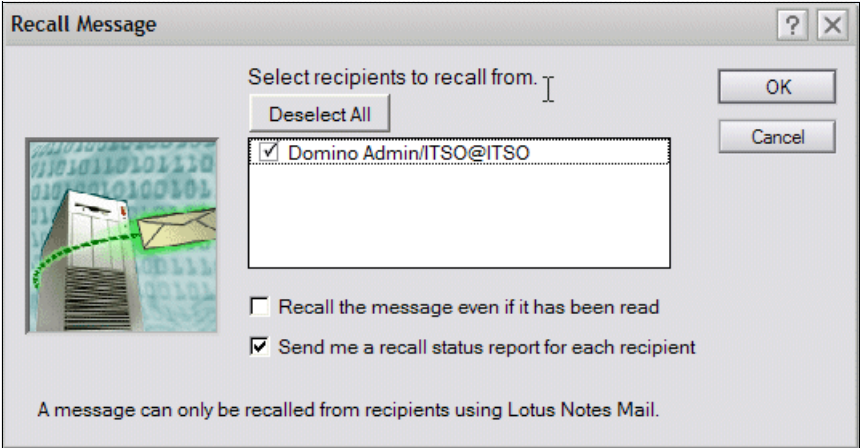 Recall Message
Select recipients to recall from.
OK
Deselect All
Cancel
Domino Admin/ITSO@ITSO
Recall the message even if it has been read
Send me a recall status report for each recipient
A message can only be recalled from recipients using Lotus Notes Mail.